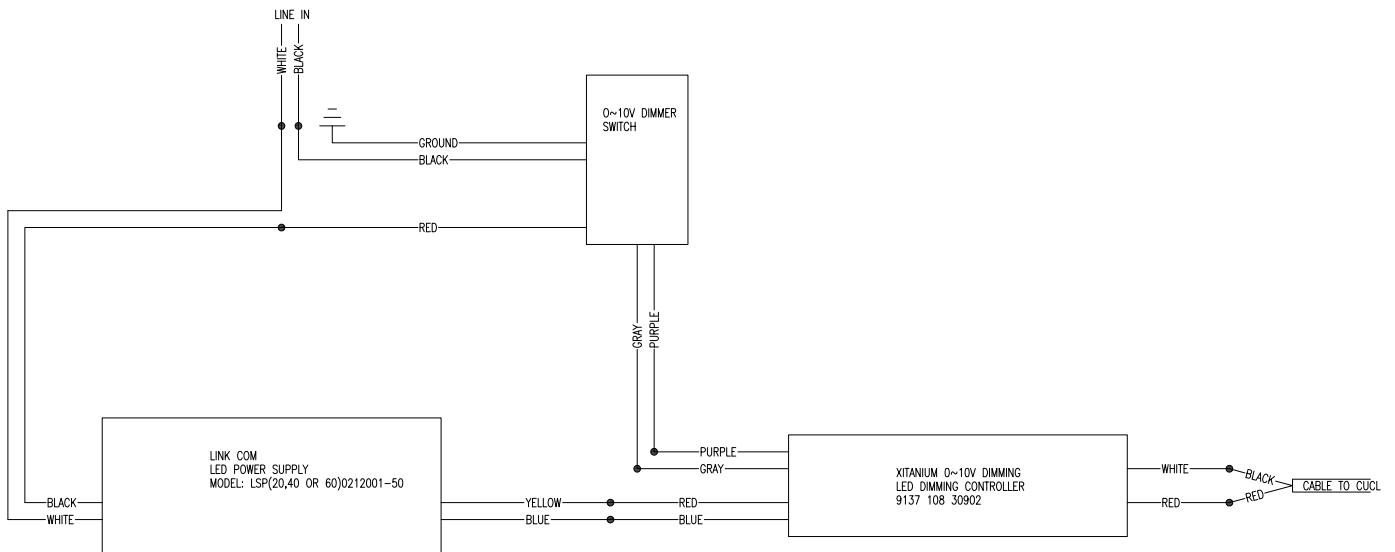 LINE IN
WHITE
BLACK
0~10V DIMMER
SWITCH
GROUND
BLACK
RED
GRAY
PURPLE
LINK COM
LED POWER SUPPLY
MODEL: LSP(20,40 OR 60)0212001-50
BLACK
WHITE
YELLOW
BLUE
RED
BLUE
PURPLE
GRAY
XITANIUM 0~10V DIMMING
LED DIMMING CONTROLLER
9137 108 30902
WHITE
RED
BLACK
RED
CABLE TO CUCL